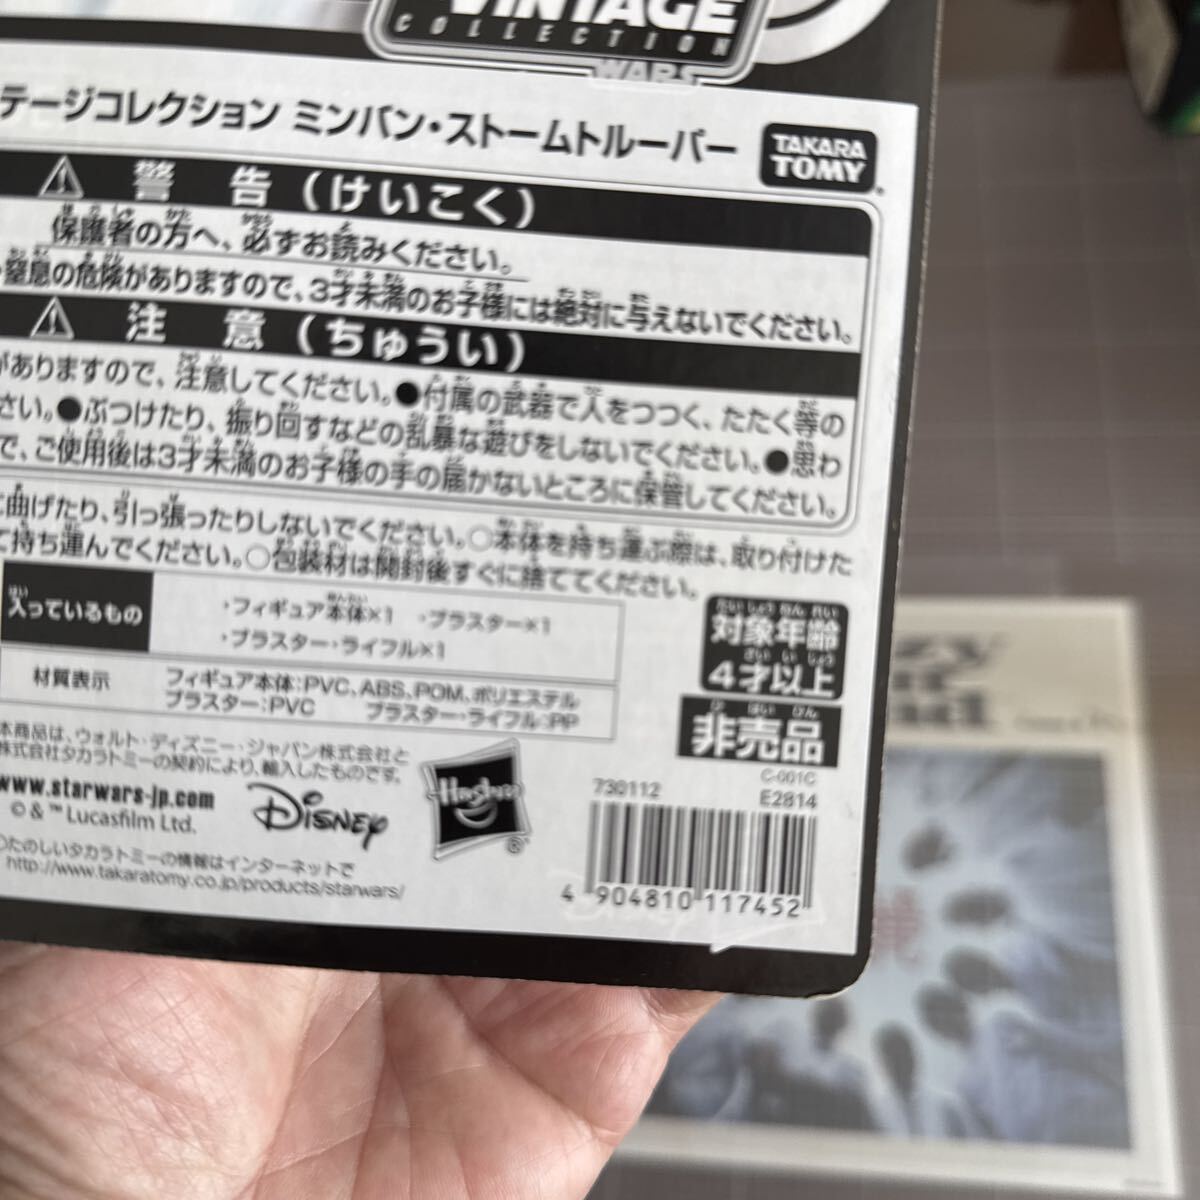 VINTAGE
COLLECTION
WARS
テージコレクション ミンバン・ストームトルーパー
TAKARA
TOMY
警 告 (けいこく)
保護者の方へ、必ずお読みください。
窒息の危険がありますので、3才未満のお子様には絶対に与えないでください。
注 意 (ちゅうい)
がありますので、注意してください。●付属の武器で人をつつく、たたく等の
さい。●ぶつけたり、振り回すなどの乱暴な遊びをしないでください。●思わ
で、ご使用後は3才未満のお子様の手の届かないところに保管してください。
曲げたり、引っ張ったりしないでください。○本体を持ち運ぶ際は、取り付けた
て持ち運んでください。○包装材は開封後すぐに捨ててください。
入っているもの
・フィギュア本体×1 ・ブラスター×1
・ブラスター・ライフル×1
材質表示
フィギュア本体:PVC、ABS、POM、ポリエステル
ブラスター:PVC ブラスター・ライフル:PP
対象年齢
4才以上
非売品
本商品は、ウォルト・ディズニー・ジャパン株式会社と
株式会社タカラトミーの契約により、輸入したものです。
www.starwars-jp.com
© & ™ Lucasfilm Ltd.
Disney
Hasbro
®
○たのしいタカラトミーの情報はインターネットで
http://www.takaratomy.co.jp/products/starwars/
C-001C
730112 E2814
4 904810 117452